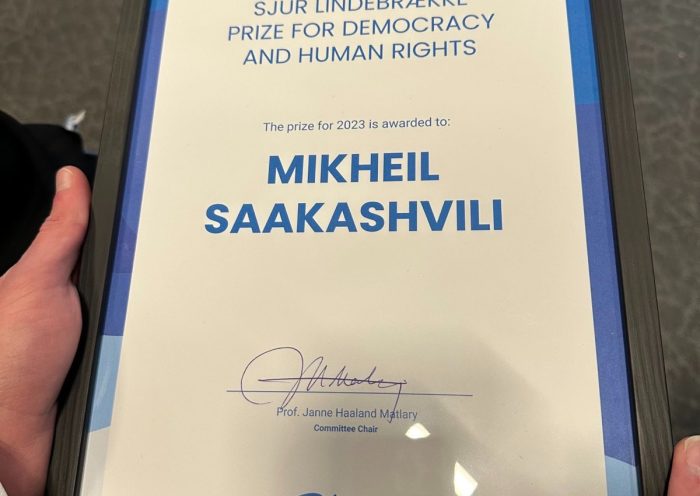 SJUR LINDEBRÆKKE
PRIZE FOR DEMOCRACY
AND HUMAN RIGHTS
The prize for 2023 is awarded to:
MIKHEIL
SAAKASHVILI
Prof. Janne Haaland Matlary
Committee Chair